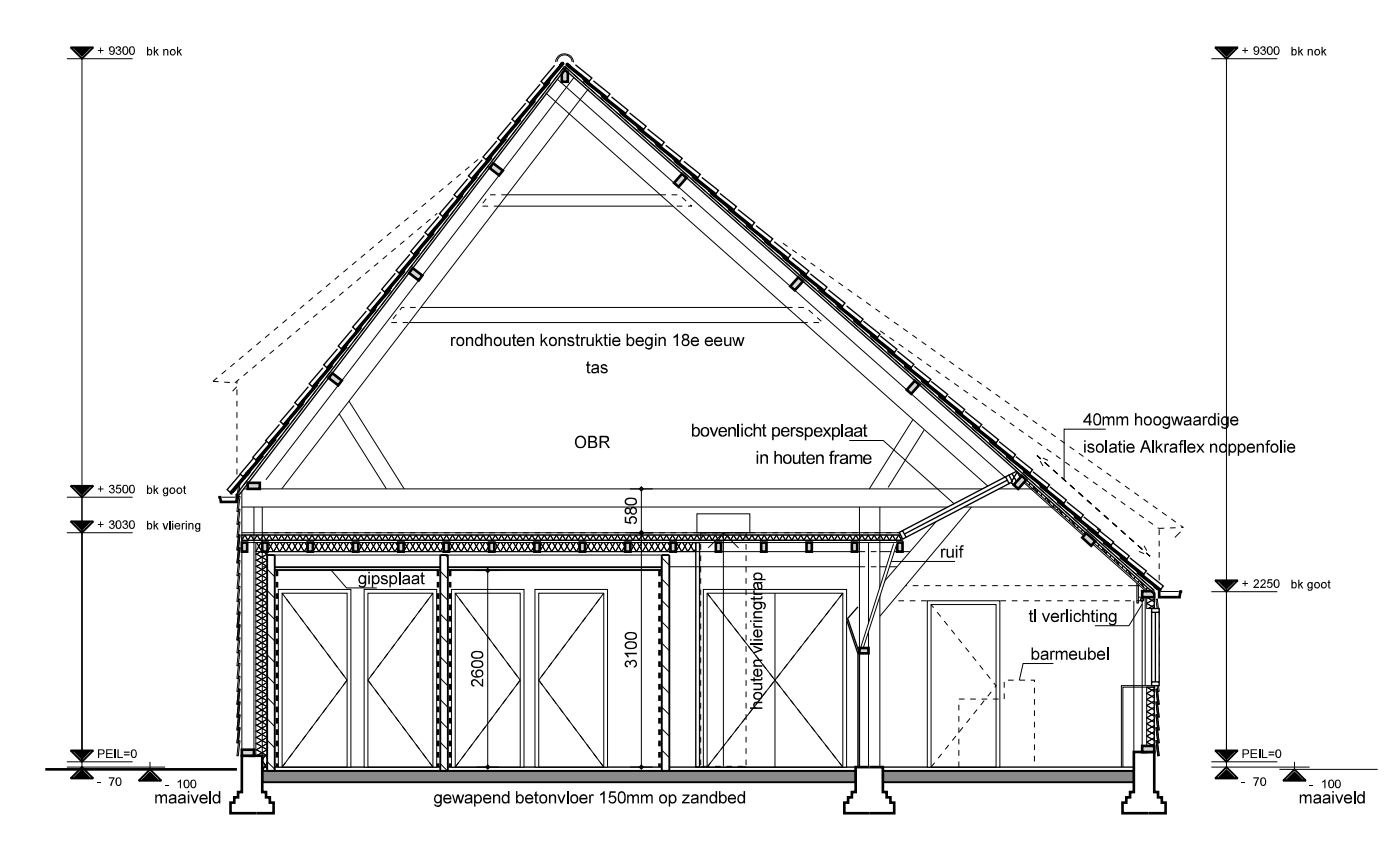 + 9300 bk nok
+ 9300 bk nok
rondhouten konstruktie begin 18e eeuw
tas
40mm hoogwaardige
isolatie Alkraflex noppenfolie
bovenlicht perspexplaat
in houten frame
OBR
+ 3500 bk goot
580
+ 3030 bk vliering
ruif
gipsplaat
+ 2250 bk goot
tl verlichting
houten vlieringtrap
3100
2600
barmeubel
PEIL=0
PEIL=0
- 70
- 100
maaiveld
gewapend betonvloer 150mm op zandbed
- 70
- 100
maaiveld